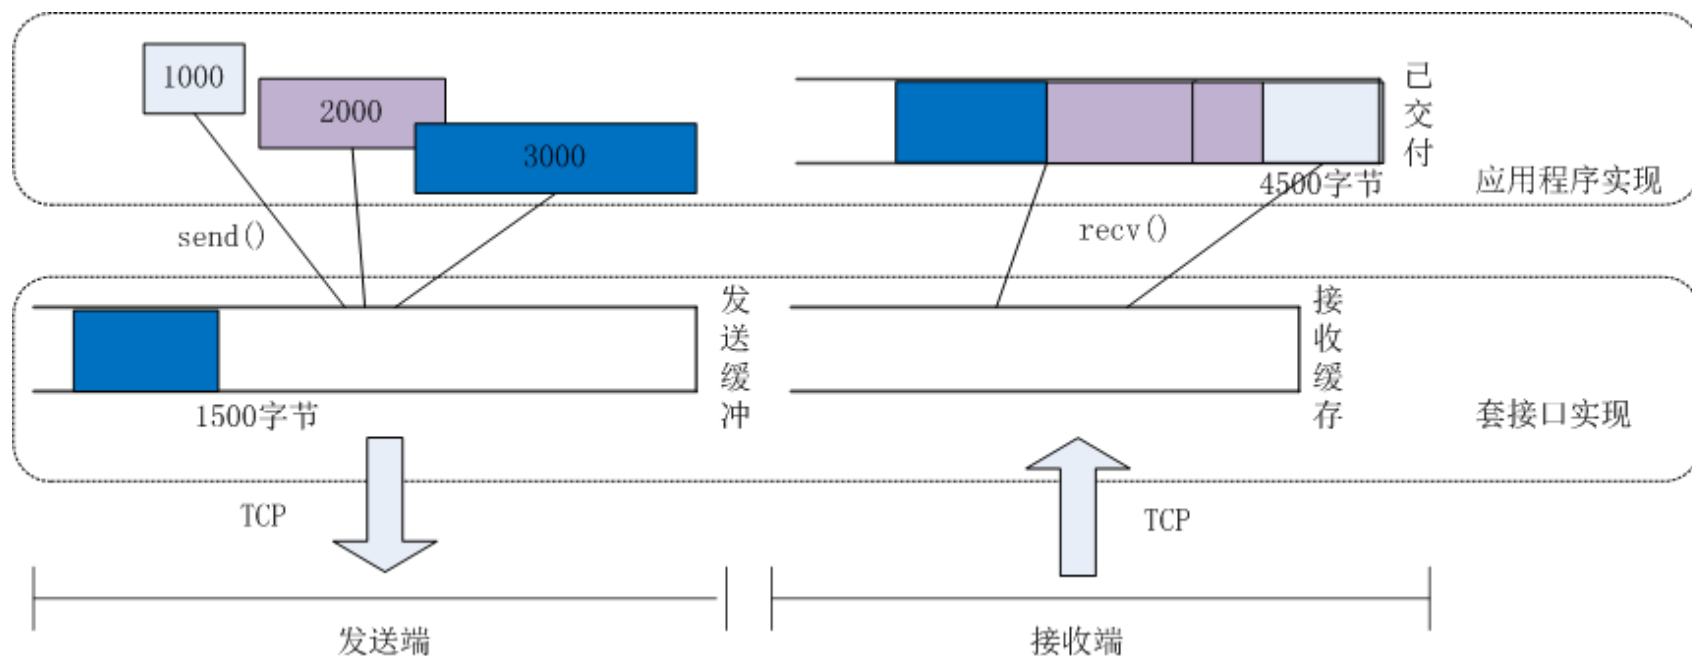 1000
2000
3000
已交付
4500字节
应用程序实现
send()
recv()
发送缓冲
接收缓存
1500字节
套接口实现
TCP
TCP
发送端
接收端